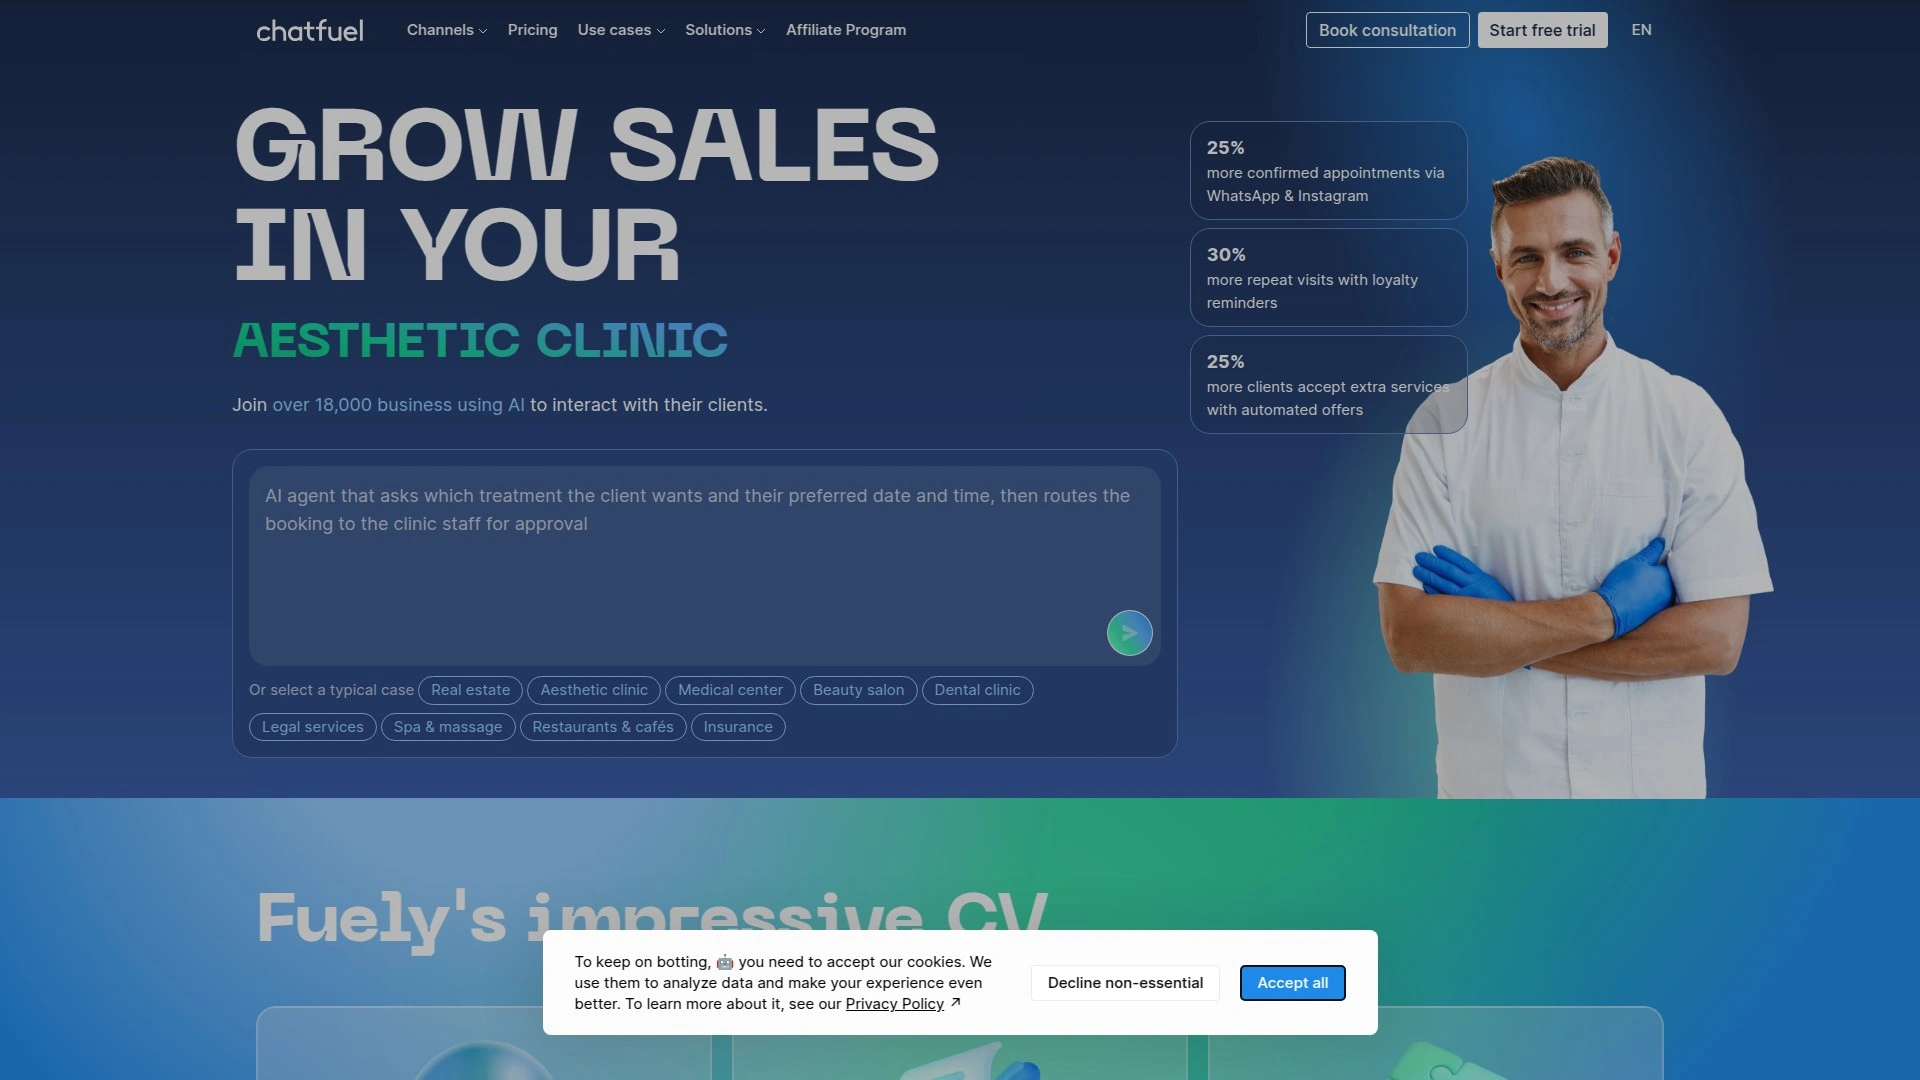 chatfuel
Channels
Pricing
Use cases
Solutions
Affiliate Program
Book consultation
Start free trial
EN
GROW SALES
IN YOUR
AESTHETIC CLINIC
Join over 18,000 business using AI to interact with their clients.
25%
more confirmed appointments via
WhatsApp & Instagram
30%
more repeat visits with loyalty
reminders
25%
more clients accept extra services
with automated offers
AI agent that asks which treatment the client wants and their preferred date and time, then routes the
booking to the clinic staff for approval
Or select a typical case
Real estate
Aesthetic clinic
Medical center
Beauty salon
Dental clinic
Legal services
Spa & massage
Restaurants & cafés
Insurance
Fuely's impressive CV
To keep on botting, 🤖 you need to accept our cookies. We
use them to analyze data and make your experience even
better. To learn more about it, see our Privacy Policy ↗
Decline non-essential
Accept all